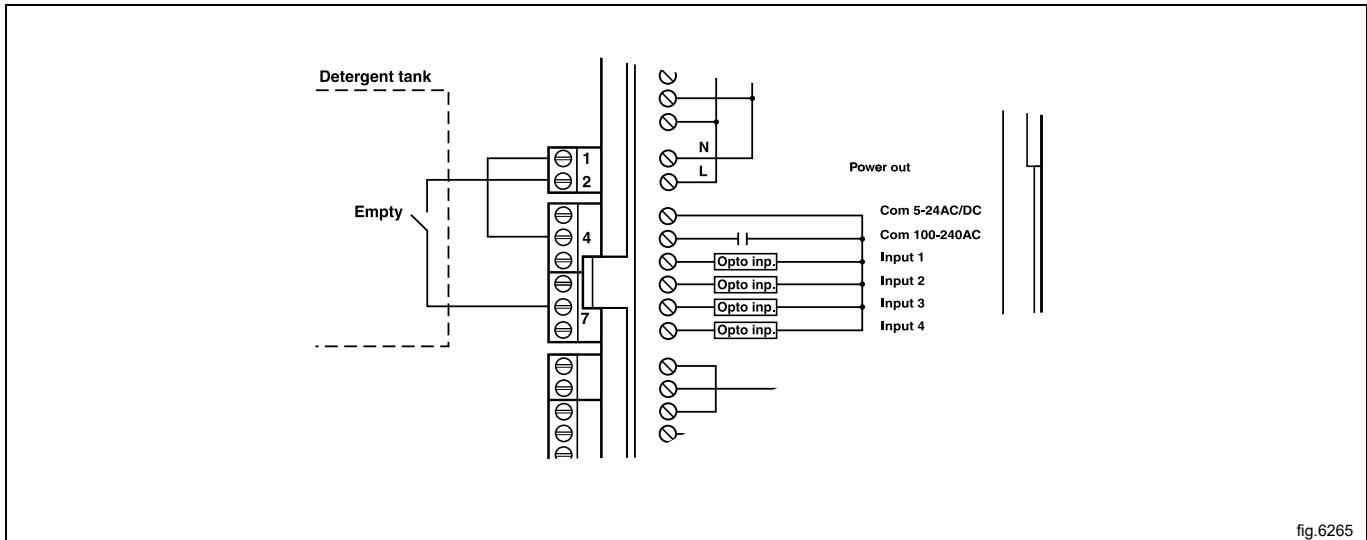 Detergent tank
1
2
Empty
4
7
N
L
Power out
Com 5-24AC/DC
Com 100-240AC
Opto inp. Input 1
Opto inp. Input 2
Opto inp. Input 3
Opto inp. Input 4
fig.6265